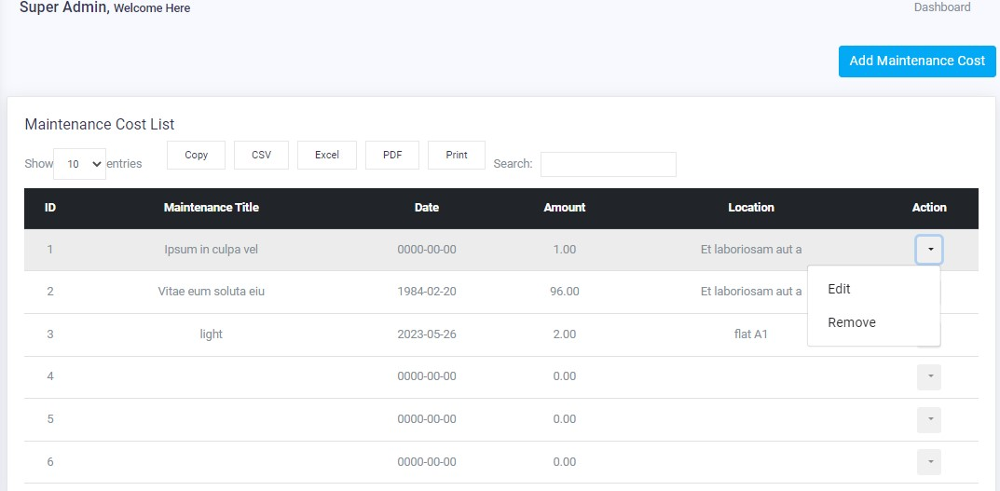 Super Admin, Welcome Here Dashboard
Add Maintenance Cost
Maintenance Cost List
Show 10 entries Copy CSV Excel PDF Print Search:
ID Maintenance Title Date Amount Location Action
1 Ipsum in culpa vel 0000-00-00 1.00 Et laboriosam aut a
2 Vitae eum soluta eiu 1984-02-20 96.00 Et laboriosam aut a Edit
3 light 2023-05-26 2.00 flat A1 Remove
4 0000-00-00 0.00
5 0000-00-00 0.00
6 0000-00-00 0.00